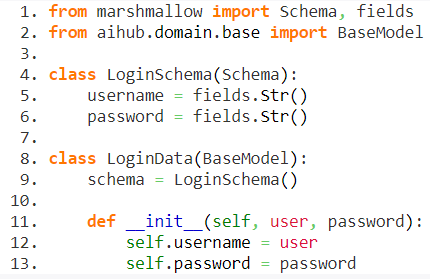 1. from marshmallow import Schema, fields
2. from aihub.domain.base import BaseModel
3.
4. class LoginSchema(Schema):
5.     username = fields.Str()
6.     password = fields.Str()
7.
8. class LoginData(BaseModel):
9.     schema = LoginSchema()
10.
11.     def __init__(self, user, password):
12.         self.username = user
13.         self.password = password